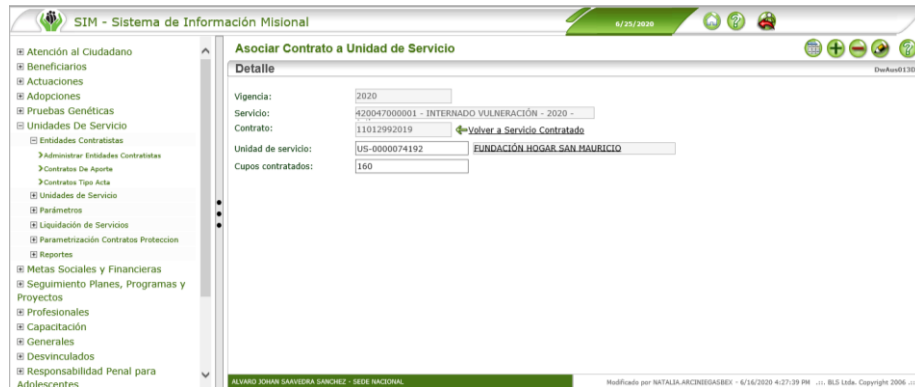 SIM - Sistema de Información Misional
6/25/2020
Atención al Ciudadano
Beneficiarios
Actuaciones
Adopciones
Pruebas Genéticas
Unidades De Servicio
Entidades Contratistas
Administrar Entidades Contratistas
Contratos De Aporte
Contratos Tipo Acta
Unidades de Servicio
Parámetros
Liquidación de Servicios
Parametrización Contratos Proteccion
Reportes
Metas Sociales y Financieras
Seguimiento Planes, Programas y
Proyectos
Profesionales
Capacitación
Generales
Desvinculados
Responsabilidad Penal para
Adolescentes
Asociar Contrato a Unidad de Servicio
Detalle
DwAus0130
Vigencia: 2020
Servicio: 420047000001 - INTERNADO VULNERACIÓN - 2020 -
Contrato: 11012992019 Volver a Servicio Contratado
Unidad de servicio: US-0000074192 FUNDACIÓN HOGAR SAN MAURICIO
Cupos contratados: 160
ALVARO JOHAN SAAVEDRA SANCHEZ - SEDE NACIONAL
Modificado por NATALIA.ARCINIEGASBEX - 6/16/2020 4:27:39 PM .::. BLS Ltda. Copyright 2006 .::